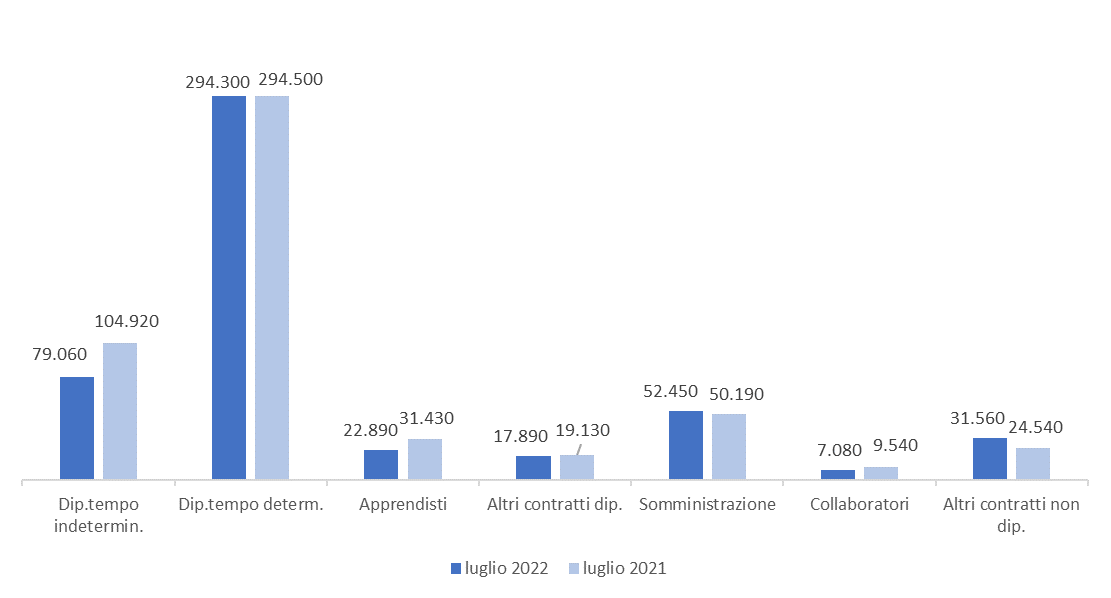 294.300 294.500
104.920
79.060
22.890 31.430
17.890 19.130
52.450 50.190
7.080 9.540
31.560 24.540
Dip.tempo
indetermin.
Dip.tempo determ.
Apprendisti
Altri contratti dip.
Somministrazione
Collaboratori
Altri contratti non
dip.
luglio 2022 luglio 2021